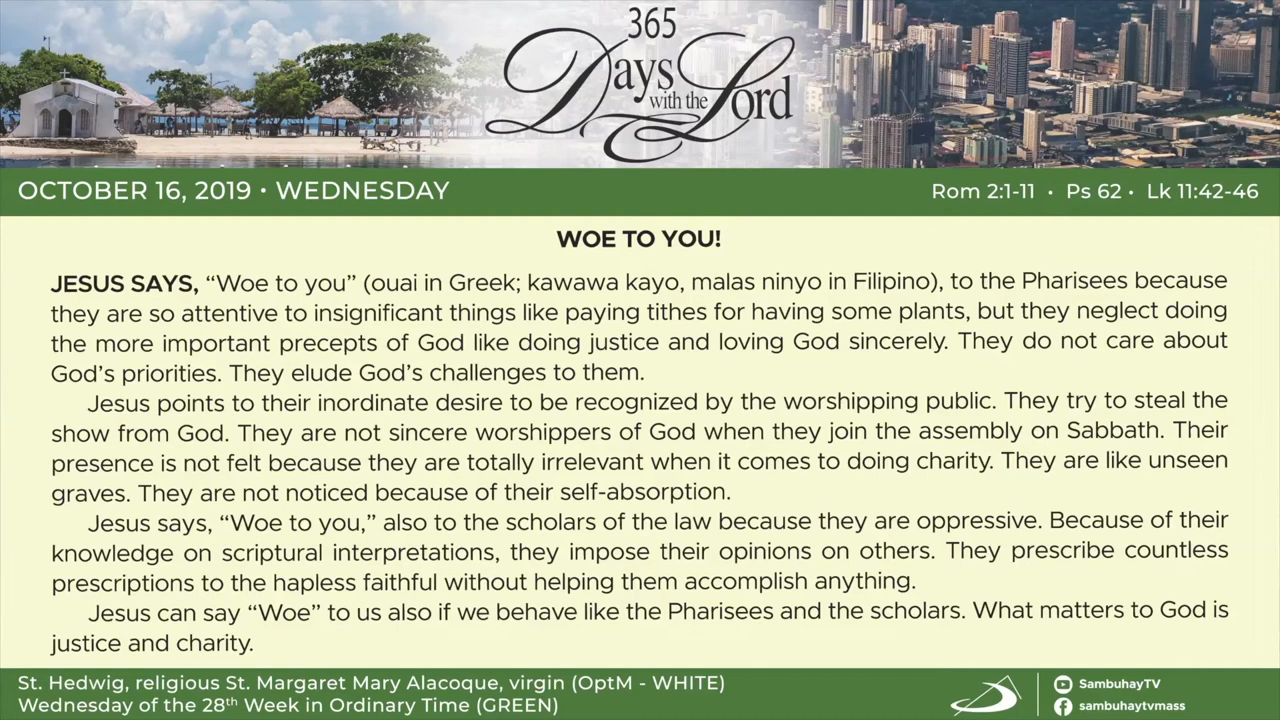 365
Days
with the
Lord
OCTOBER 16, 2019 • WEDNESDAY
Rom 2:1-11 • Ps 62 • Lk 11:42-46
WOE TO YOU!
JESUS SAYS, “Woe to you” (ouai in Greek; kawawa kayo, malas ninyo in Filipino), to the Pharisees because
they are so attentive to insignificant things like paying tithes for having some plants, but they neglect doing
the more important precepts of God like doing justice and loving God sincerely. They do not care about
God’s priorities. They elude God’s challenges to them.
Jesus points to their inordinate desire to be recognized by the worshipping public. They try to steal the
show from God. They are not sincere worshippers of God when they join the assembly on Sabbath. Their
presence is not felt because they are totally irrelevant when it comes to doing charity. They are like unseen
graves. They are not noticed because of their self-absorption.
Jesus says, “Woe to you,” also to the scholars of the law because they are oppressive. Because of their
knowledge on scriptural interpretations, they impose their opinions on others. They prescribe countless
prescriptions to the hapless faithful without helping them accomplish anything.
Jesus can say “Woe” to us also if we behave like the Pharisees and the scholars. What matters to God is
justice and charity.
St. Hedwig, religious St. Margaret Mary Alacoque, virgin (OptM - WHITE)
Wednesday of the 28th Week in Ordinary Time (GREEN)
SambuhayTV
sambuhaytvmass